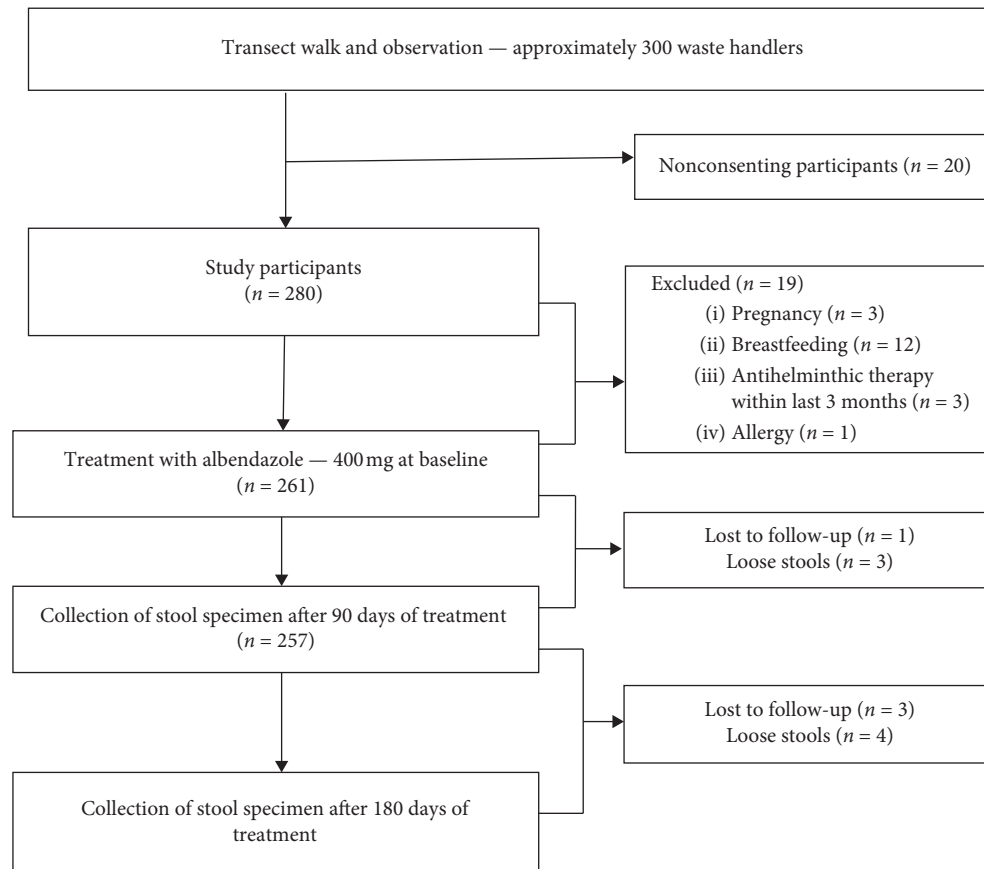 Transect walk and observation — approximately 300 waste handlers
Nonconsenting participants (n = 20)
Study participants
(n = 280)
Excluded (n = 19)
(i) Pregnancy (n = 3)
(ii) Breastfeeding (n = 12)
(iii) Antihelminthic therapy
within last 3 months (n = 3)
(iv) Allergy (n = 1)
Treatment with albendazole — 400 mg at baseline
(n = 261)
Lost to follow-up (n = 1)
Loose stools (n = 3)
Collection of stool specimen after 90 days of treatment
(n = 257)
Lost to follow-up (n = 3)
Loose stools (n = 4)
Collection of stool specimen after 180 days of
treatment